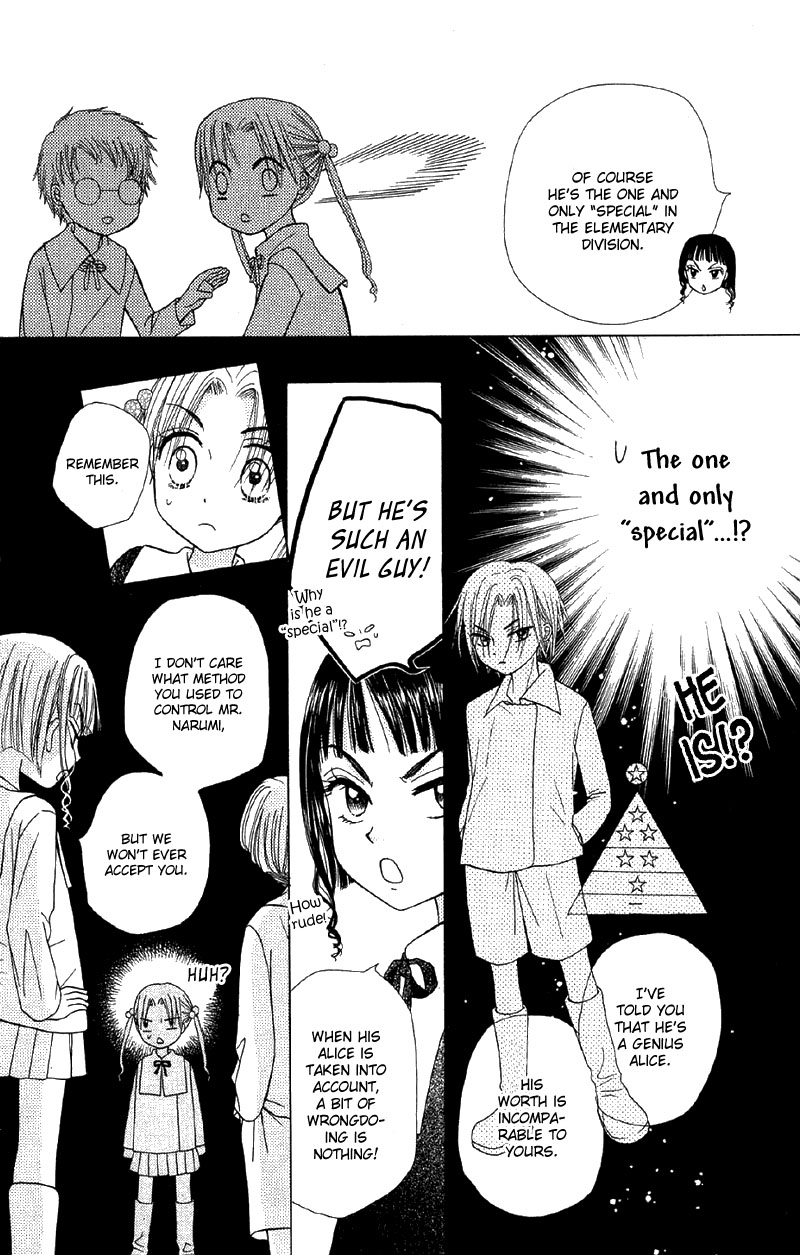 OF COURSE
HE'S THE ONE AND
ONLY "SPECIAL" IN
THE ELEMENTARY
DIVISION.
The one
and only
"special"...!?
HE
IS!?
I'VE
TOLD YOU
THAT HE'S
A GENIUS
ALICE.
HIS
WORTH IS
INCOMPA-
RABLE TO
YOURS.
BUT HE'S
SUCH AN
EVIL GUY!
Why
is he a
"special"!?
How
rude!
WHEN HIS
ALICE IS
TAKEN INTO
ACCOUNT,
A BIT OF
WRONGDO-
ING IS
NOTHING!
REMEMBER
THIS.
I DON'T CARE
WHAT METHOD
YOU USED TO
CONTROL MR.
NARUMI,
BUT WE
WON'T EVER
ACCEPT YOU.
HUH?